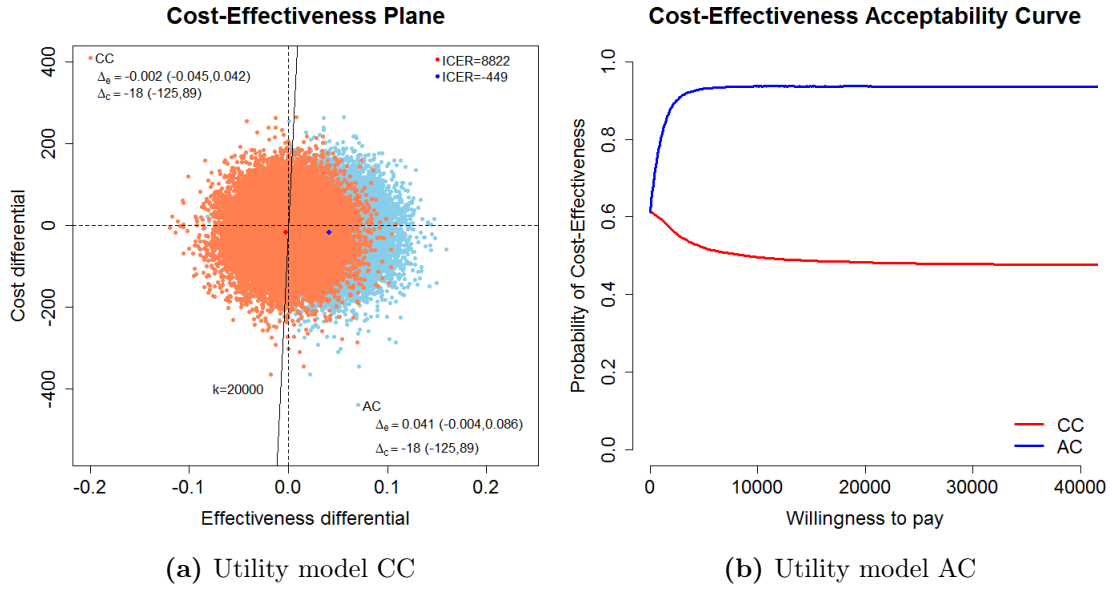 Cost-Effectiveness Plane
CC
Δe = -0.002 (-0.045,0.042)
Δc = -18 (-125,89)
ICER=8822
ICER=-449
k=20000
AC
Δe = 0.041 (-0.004,0.086)
Δc = -18 (-125,89)
400
200
0
-200
-400
Cost differential
-0.2 -0.1 0.0 0.1 0.2
Effectiveness differential
(a) Utility model CC
Cost-Effectiveness Acceptability Curve
1.0
0.8
0.6
0.4
0.2
0.0
Probability of Cost-Effectiveness
CC
AC
0 10000 20000 30000 40000
Willingness to pay
(b) Utility model AC